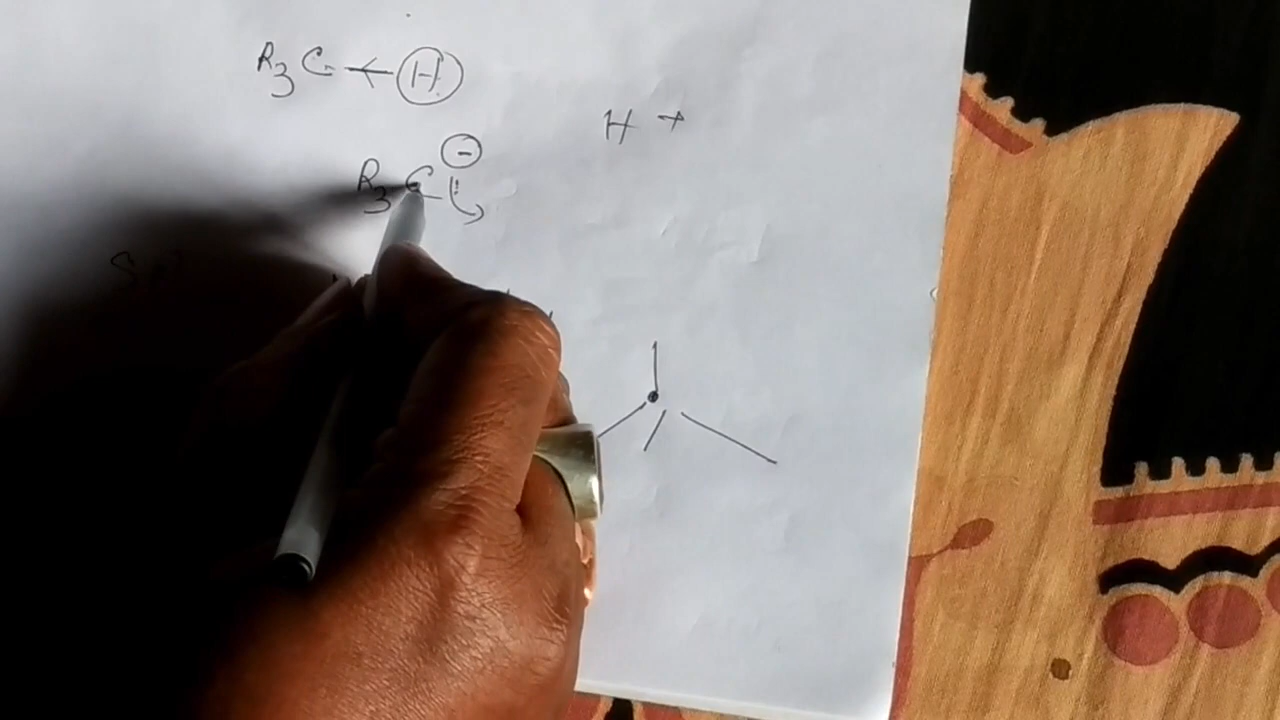 R₃C ← H
H +
R₃C −